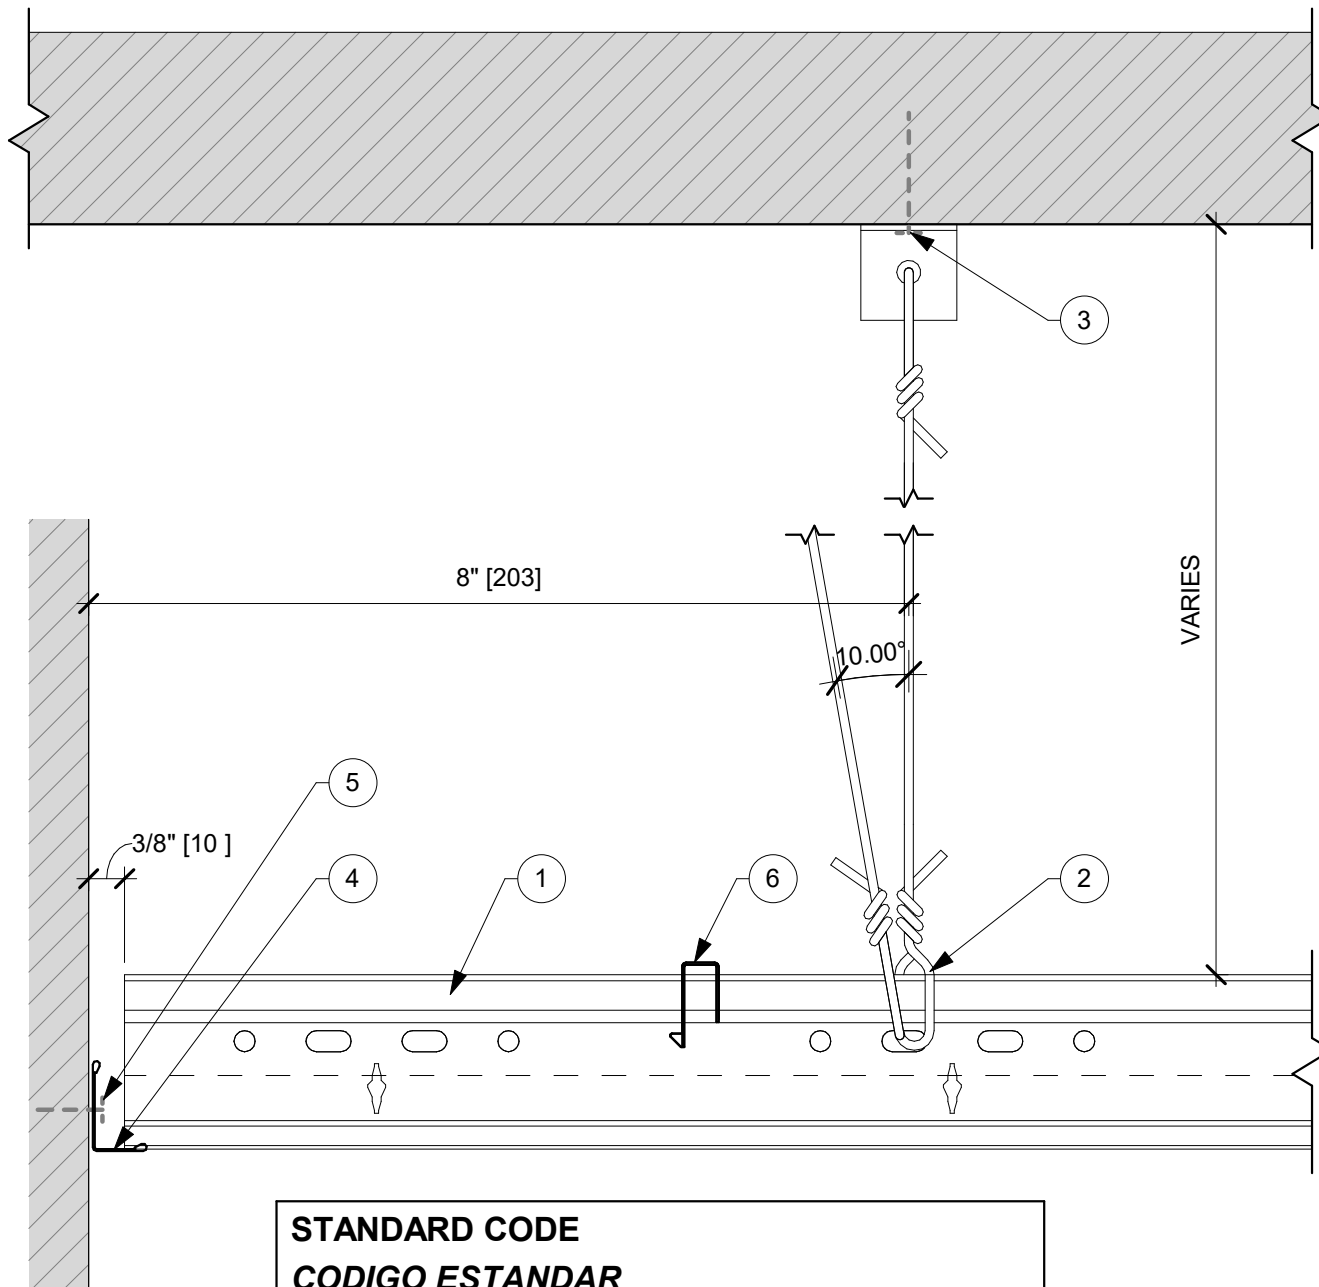 3
8" [203]
VARIES
10.00°
5
3/8" [10 ]
4
1
6
2
STANDARD CODE
CODIGO ESTANDAR